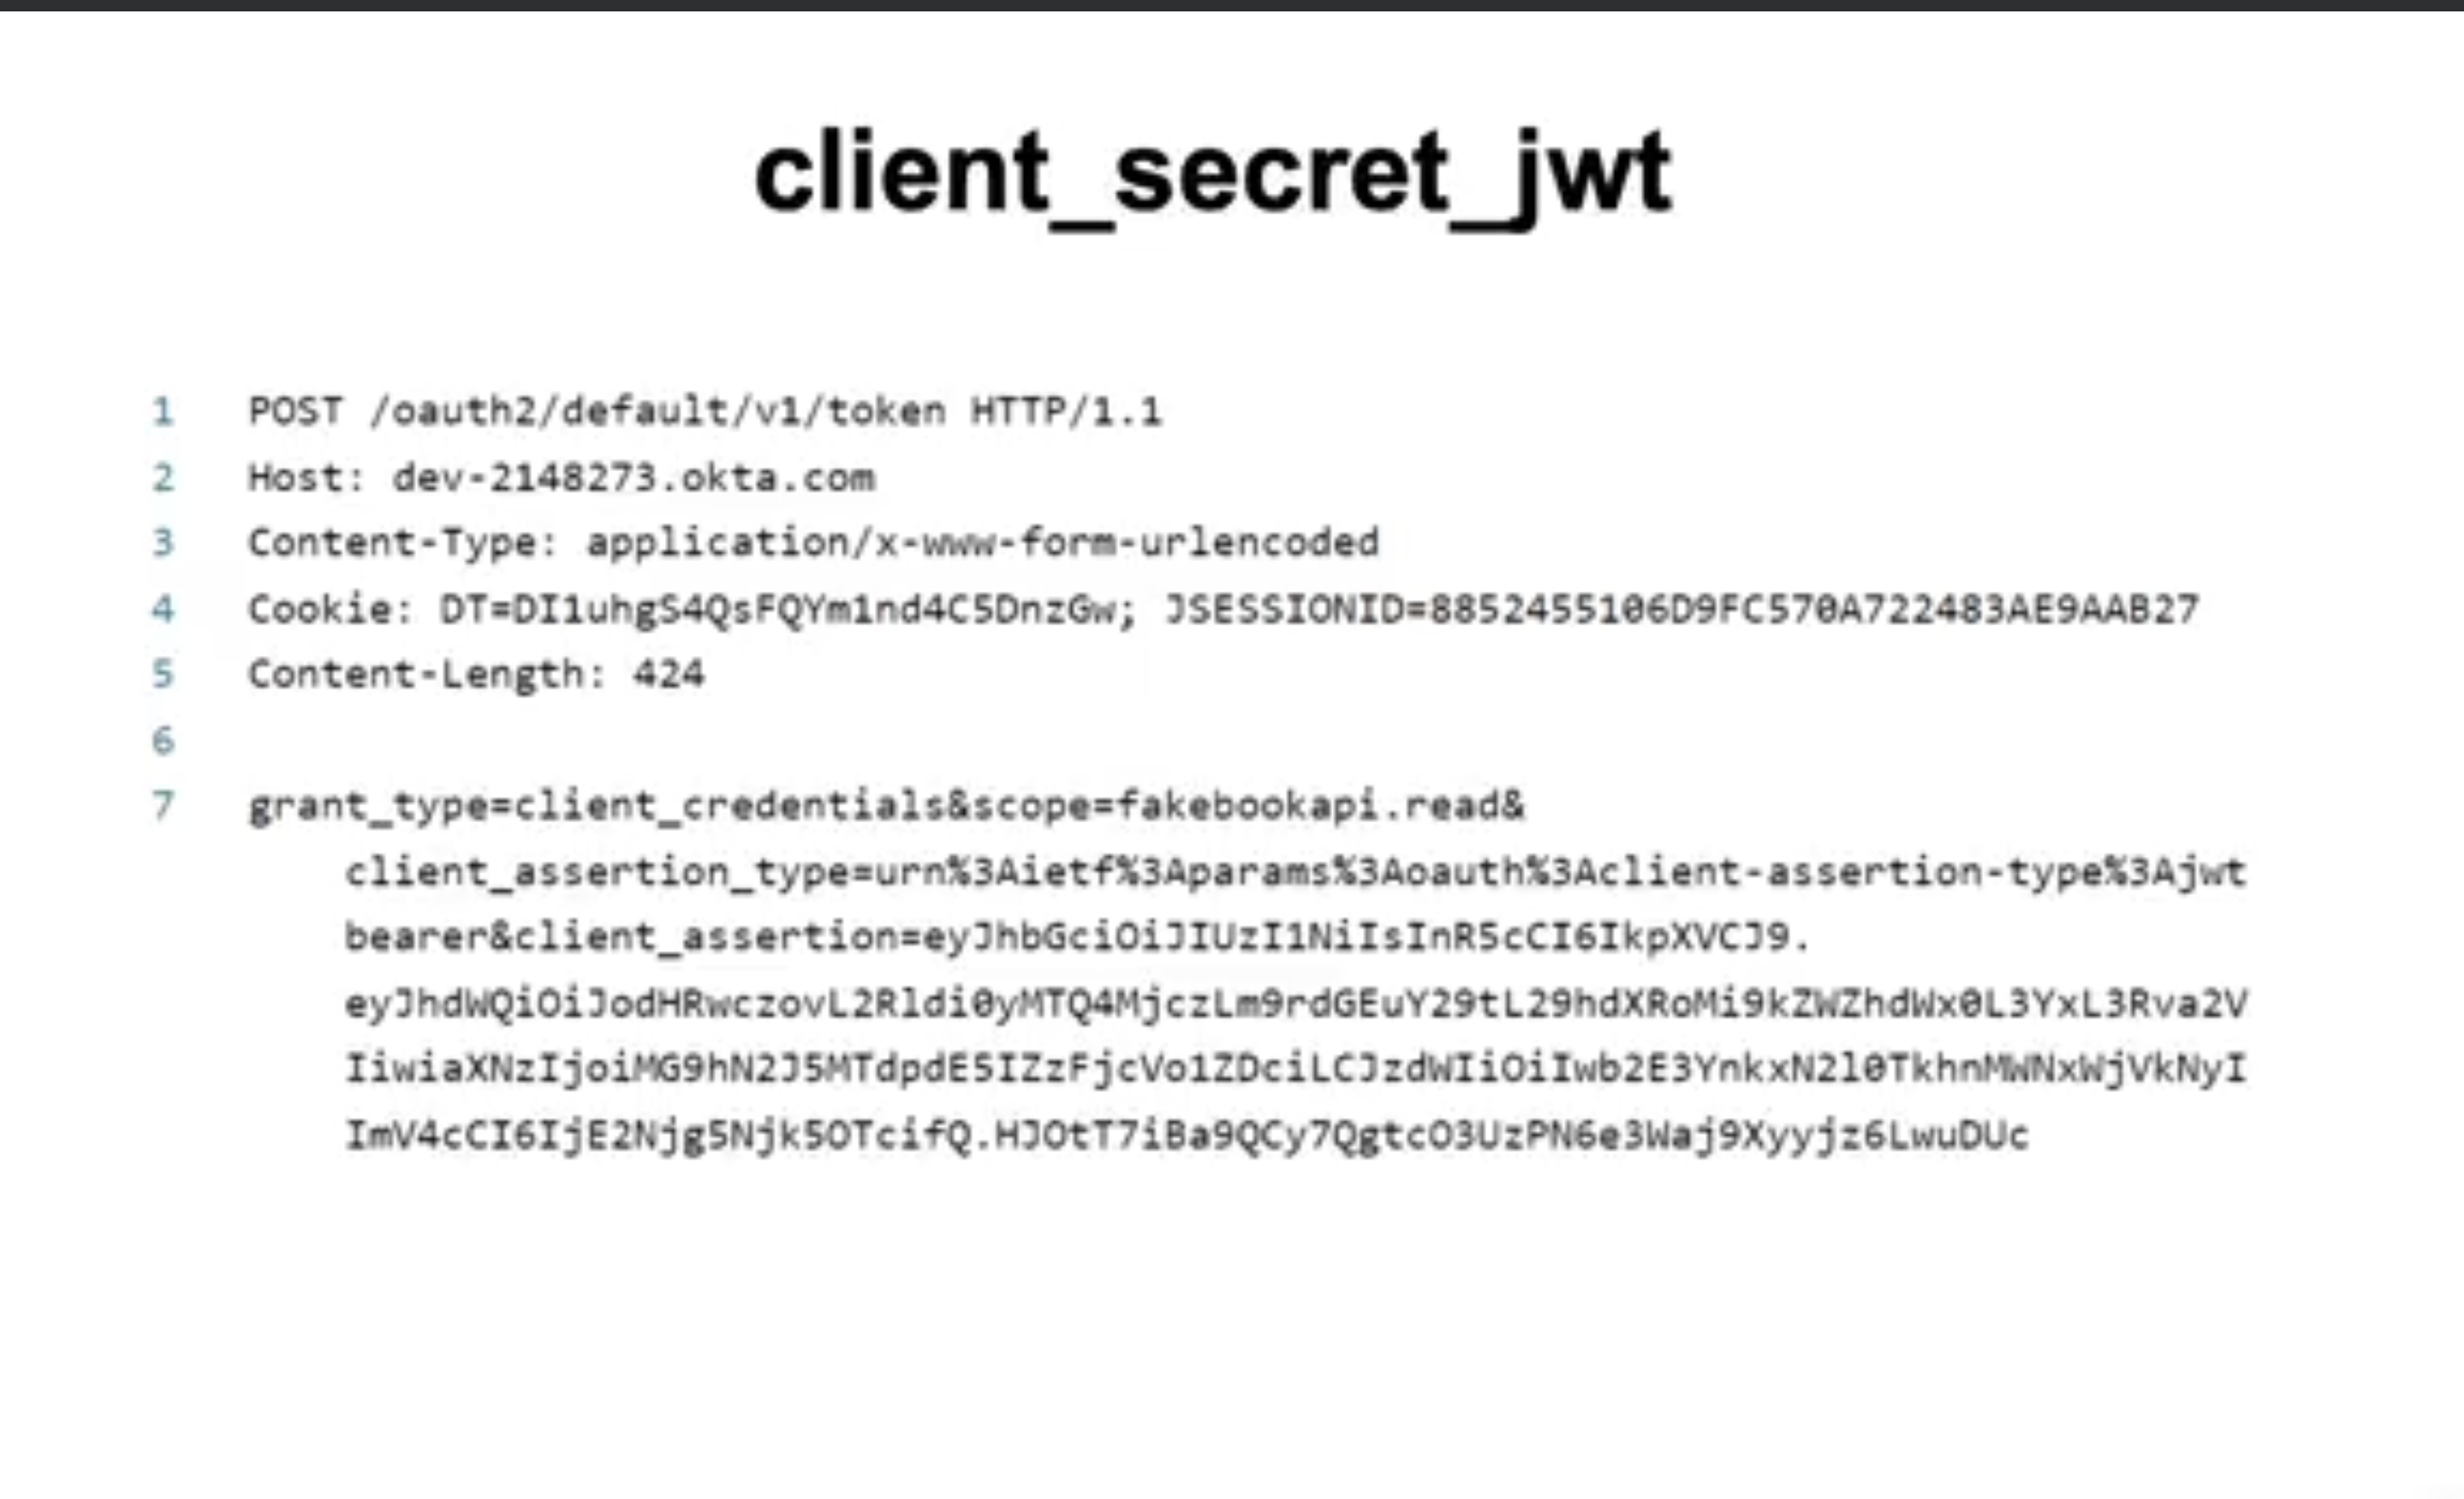 client_secret_jwt
1 POST /oauth2/default/v1/token HTTP/1.1
2 Host: dev-2148273.okta.com
3 Content-Type: application/x-www-form-urlencoded
4 Cookie: DT=DI1uhgS4QsFQYm1nd4C5DnzGw; JSESSIONID=8852455106D9FC570A722483AE9AAB27
5 Content-Length: 424
6
7 grant_type=client_credentials&scope=fakebookapi.read&
client_assertion_type=urn%3Aietf%3Aparams%3Aoauth%3Aclient-assertion-type%3Ajwt
bearer&client_assertion=eyJhbGciOiJIUzI1NiIsInR5cCI6IkpXVCJ9.
eyJhdWQiOiJodHRwczovL2Rldi0yMTQ4MjczLm9rdGEuY29tL29hdXRoMi9kZWZhdWx0L3YxL3Rva2V
IiwiaXNzIjoiMG9hN2J5MTdpdE5IZzFjcVo1ZDciLCJzdWIiOiIwb2E3YnkxN2l0TkhnMWNxWjVkNyI
ImV4cCI6IjE2Njg5Njk5OTcifQ.HJOtT7iBa9QCy7QgtcO3UzPN6e3Waj9Xyyjz6LwuDUc